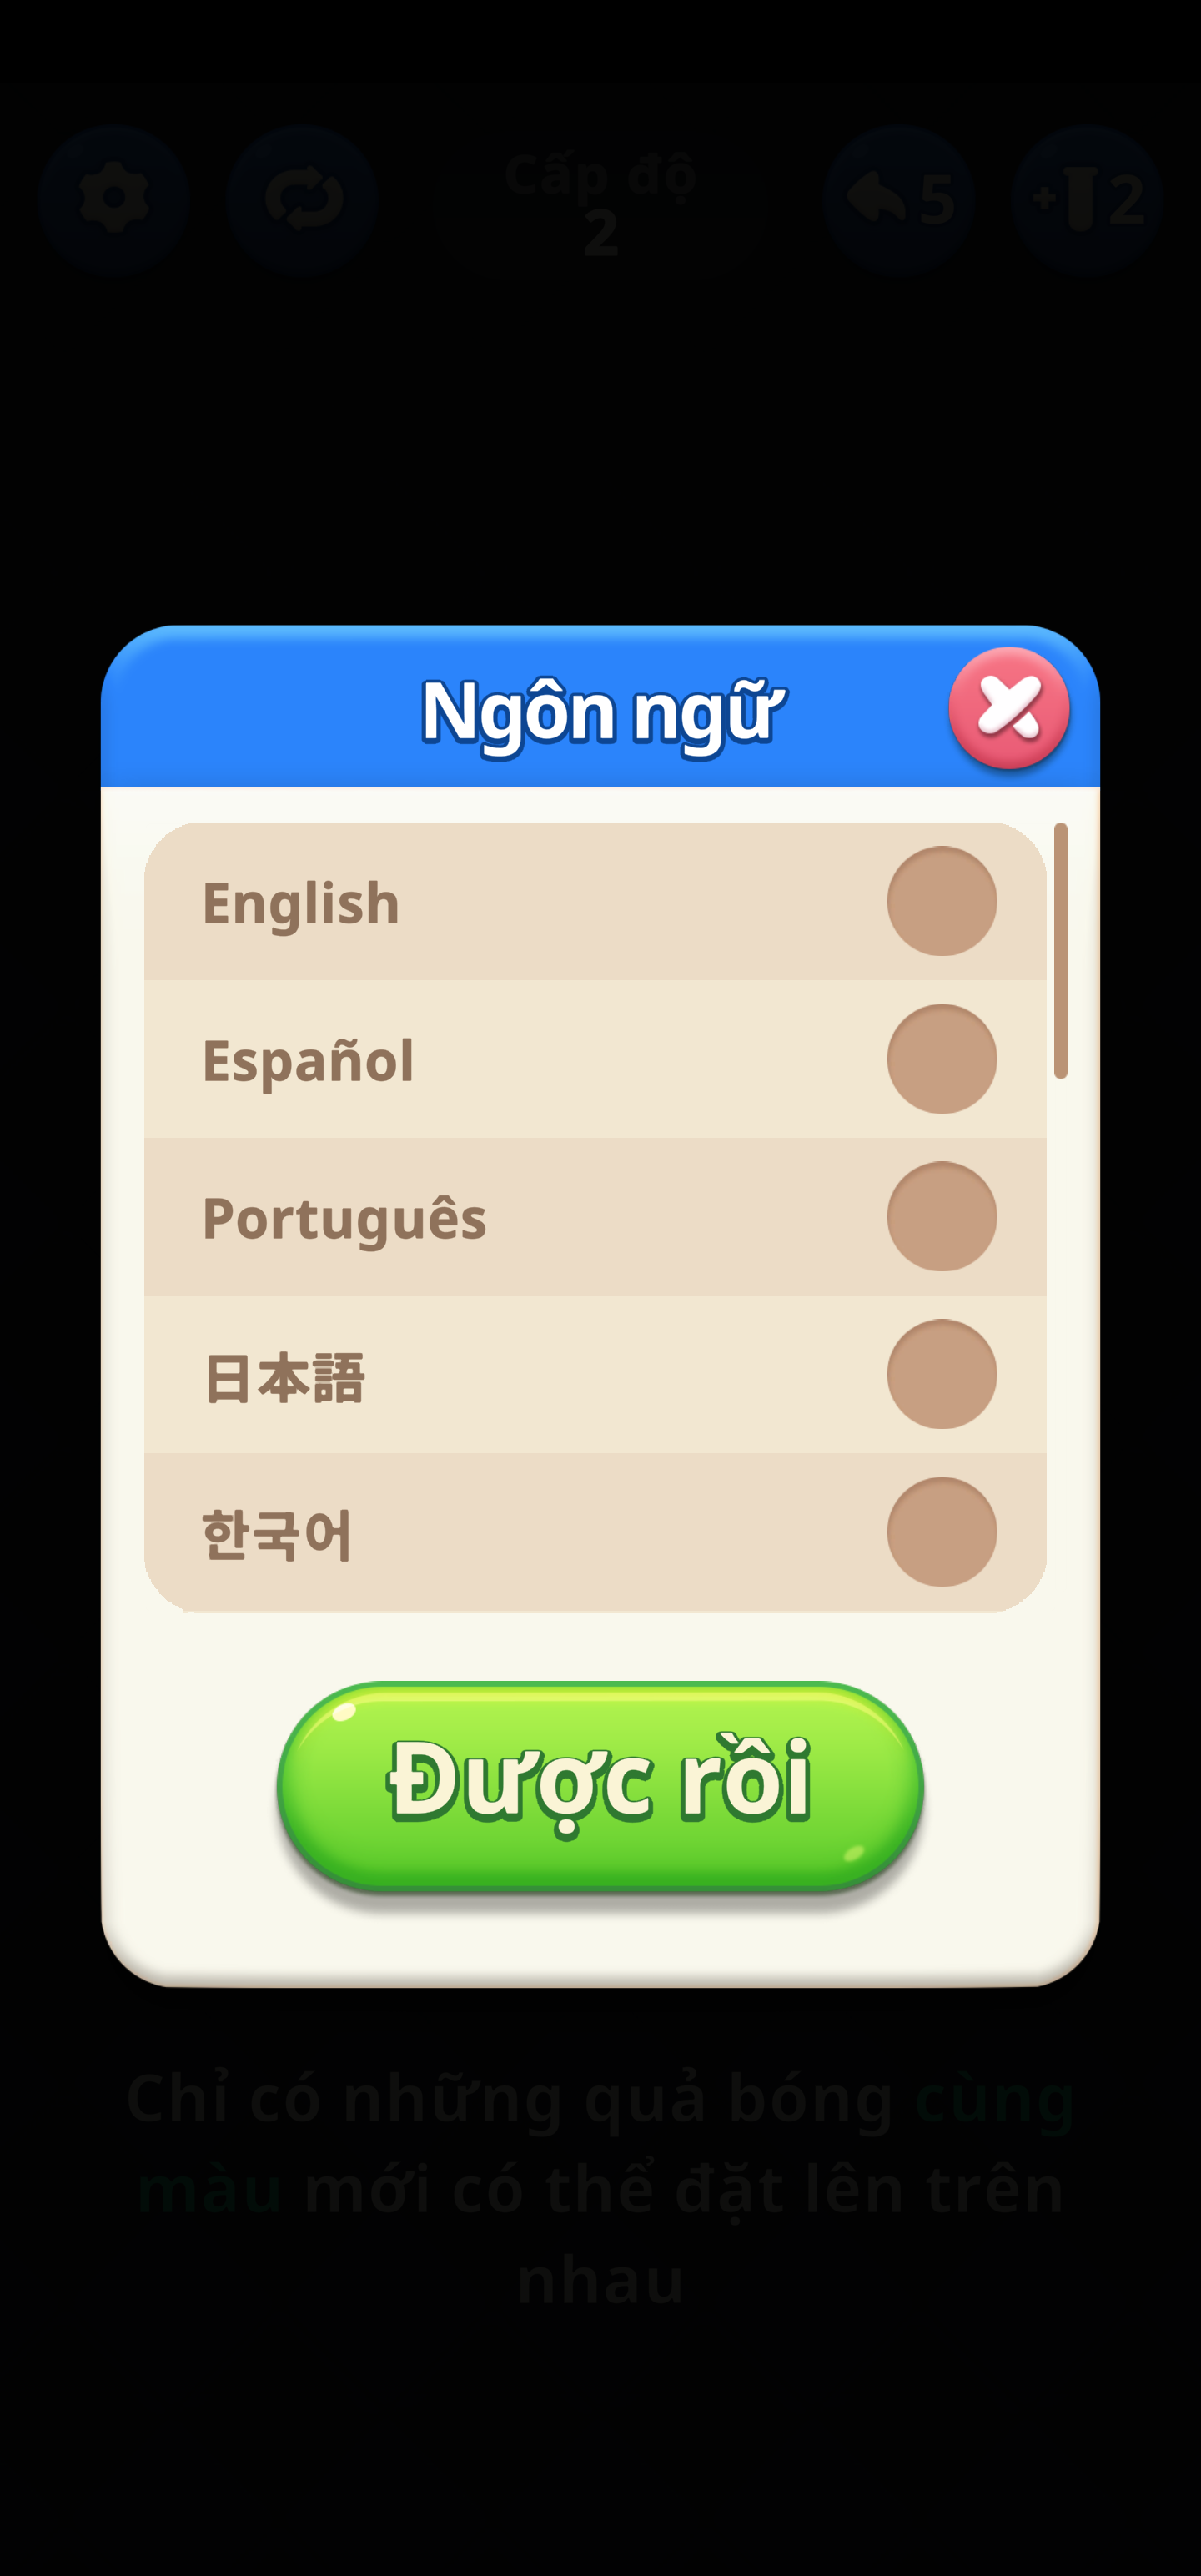 Cấp độ
2
5
+ 2
Ngôn ngữ
English
Español
Português
日本語
한국어
Được rồi
Chỉ có những quả bóng cùng
màu mới có thể đặt lên trên
nhau